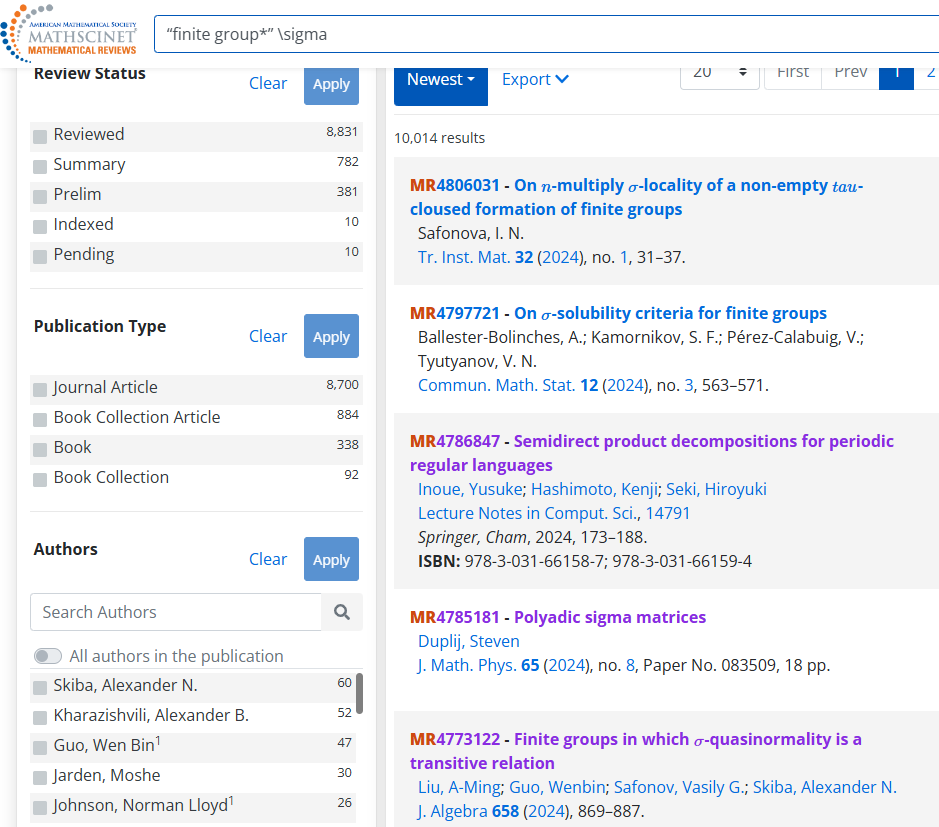 AMERICAN MATHEMATICAL SOCIETY
MATHSCINET®
MATHEMATICAL REVIEWS
“finite group*” \sigma
Review Status
Clear
Apply
Reviewed 8,831
Summary 782
Prelim 381
Indexed 10
Pending 10
Publication Type
Clear
Apply
Journal Article 8,700
Book Collection Article 884
Book 338
Book Collection 92
Authors
Clear
Apply
Search Authors
All authors in the publication
Skiba, Alexander N. 60
Kharazishvili, Alexander B. 52
Guo, Wen Bin¹ 47
Jarden, Moshe 30
Johnson, Norman Lloyd¹ 26
Newest Export 20 First Prev 1 2
10,014 results
MR4806031 - On n-multiply σ-locality of a non-empty tau-
cloused formation of finite groups
Safonova, I. N.
Tr. Inst. Mat. 32 (2024), no. 1, 31–37.
MR4797721 - On σ-solubility criteria for finite groups
Ballester-Bolinches, A.; Kamornikov, S. F.; Pérez-Calabuig, V.;
Tyutyanov, V. N.
Commun. Math. Stat. 12 (2024), no. 3, 563–571.
MR4786847 - Semidirect product decompositions for periodic
regular languages
Inoue, Yusuke; Hashimoto, Kenji; Seki, Hiroyuki
Lecture Notes in Comput. Sci., 14791
Springer, Cham, 2024, 173–188.
ISBN: 978-3-031-66158-7; 978-3-031-66159-4
MR4785181 - Polyadic sigma matrices
Duplij, Steven
J. Math. Phys. 65 (2024), no. 8, Paper No. 083509, 18 pp.
MR4773122 - Finite groups in which σ-quasinormality is a
transitive relation
Liu, A-Ming; Guo, Wenbin; Safonov, Vasily G.; Skiba, Alexander N.
J. Algebra 658 (2024), 869–887.